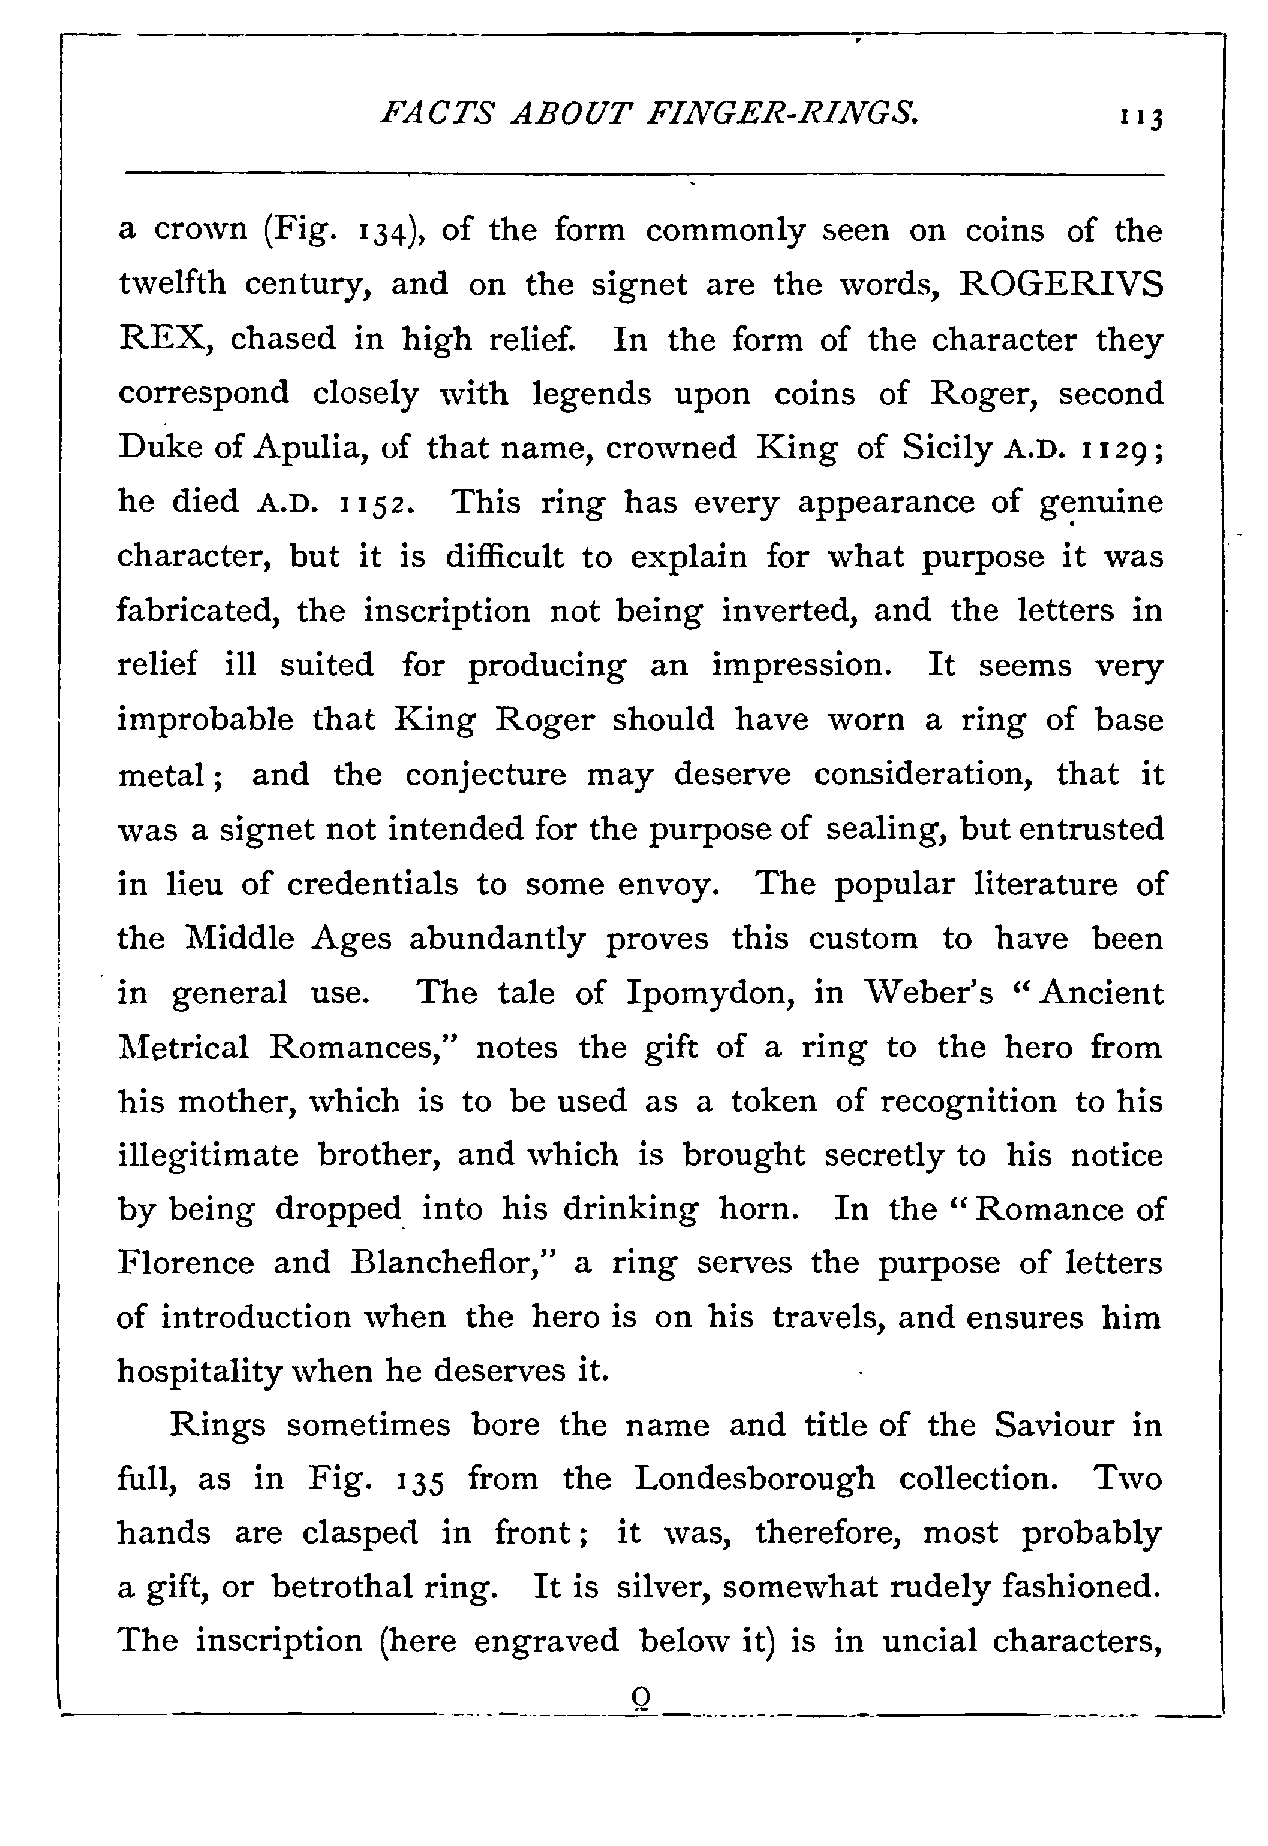 FACTS ABOUT FINGER-RINGS. 113
a crown (Fig. 134), of the form commonly seen on coins of the
twelfth century, and on the signet are the words, ROGERIVS
REX, chased in high relief. In the form of the character they
correspond closely with legends upon coins of Roger, second
Duke of Apulia, of that name, crowned King of Sicily A.D. 1129;
he died A.D. 1152. This ring has every appearance of genuine
character, but it is difficult to explain for what purpose it was
fabricated, the inscription not being inverted, and the letters in
relief ill suited for producing an impression. It seems very
improbable that King Roger should have worn a ring of base
metal; and the conjecture may deserve consideration, that it
was a signet not intended for the purpose of sealing, but entrusted
in lieu of credentials to some envoy. The popular literature of
the Middle Ages abundantly proves this custom to have been
in general use. The tale of Ipomydon, in Weber's “Ancient
Metrical Romances,” notes the gift of a ring to the hero from
his mother, which is to be used as a token of recognition to his
illegitimate brother, and which is brought secretly to his notice
by being dropped into his drinking horn. In the “Romance of
Florence and Blancheflor,” a ring serves the purpose of letters
of introduction when the hero is on his travels, and ensures him
hospitality when he deserves it.
Rings sometimes bore the name and title of the Saviour in
full, as in Fig. 135 from the Londesborough collection. Two
hands are clasped in front; it was, therefore, most probably
a gift, or betrothal ring. It is silver, somewhat rudely fashioned.
The inscription (here engraved below it) is in uncial characters,
Q